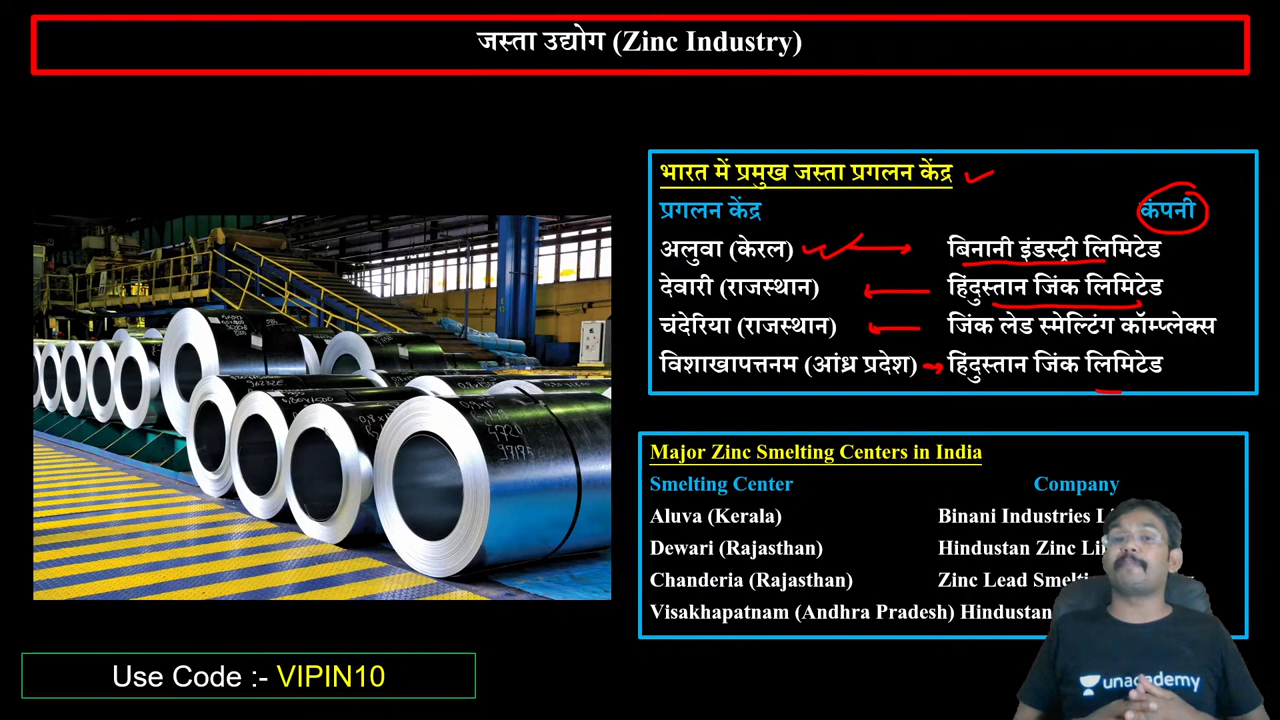 जस्ता उद्योग (Zinc Industry)
भारत में प्रमुख जस्ता प्रगलन केंद्र
प्रगलन केंद्र कंपनी
अलुवा (केरल) बिनानी इंडस्ट्री लिमिटेड
देवारी (राजस्थान) हिंदुस्तान जिंक लिमिटेड
चंदेरिया (राजस्थान) जिंक लेड स्मेल्टिंग कॉम्प्लेक्स
विशाखापत्तनम (आंध्र प्रदेश) हिंदुस्तान जिंक लिमिटेड
Major Zinc Smelting Centers in India
Smelting Center Company
Aluva (Kerala) Binani Industries
Dewari (Rajasthan) Hindustan Zinc
Chanderia (Rajasthan) Zinc Lead
Visakhapatnam (Andhra Pradesh) Hindustan
Use Code :- VIPIN10
unacademy